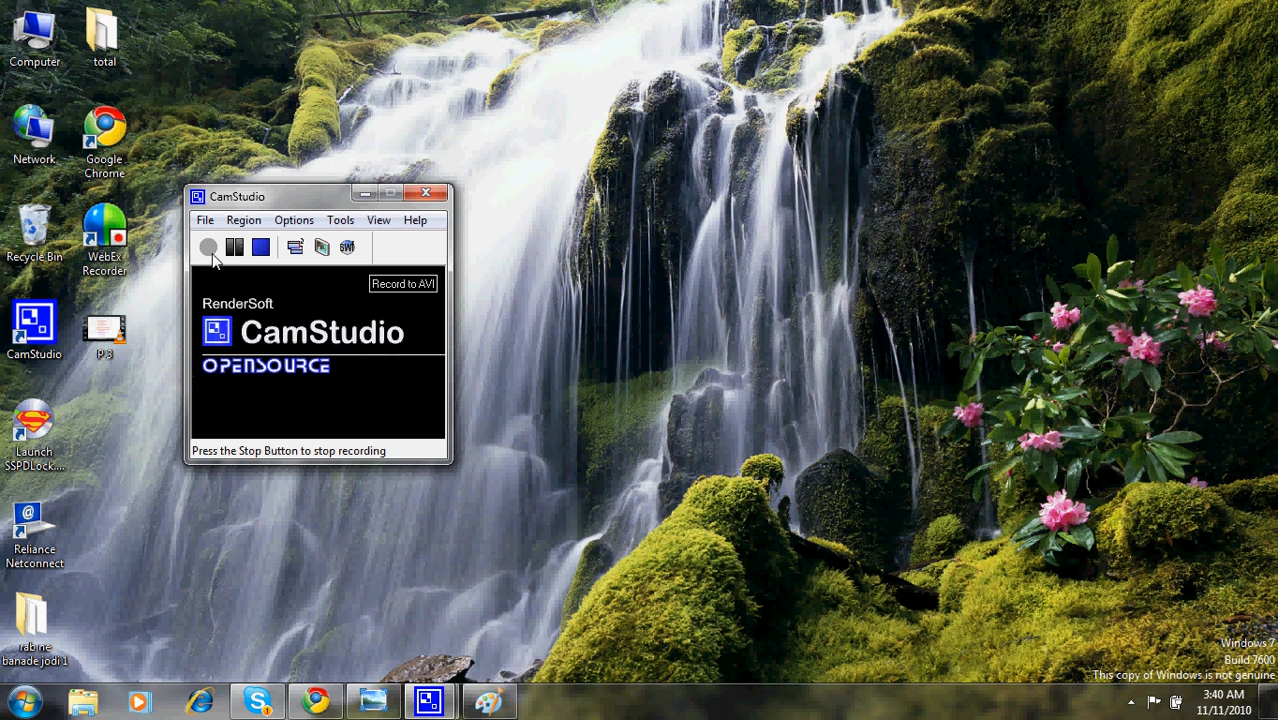 Computer
total
Network
Google
Chrome
Recycle Bin
WebEx
Recorder
CamStudio
P 3
Launch
SSPDLock....
Reliance
Netconnect
rab ne
banade jodi 1
CamStudio
File Region Options Tools View Help
Record to AVI
RenderSoft
CamStudio
OPENSOURCE
Press the Stop Button to stop recording
Windows 7
Build 7600
This copy of Windows is not genuine
3:40 AM
11/11/2010